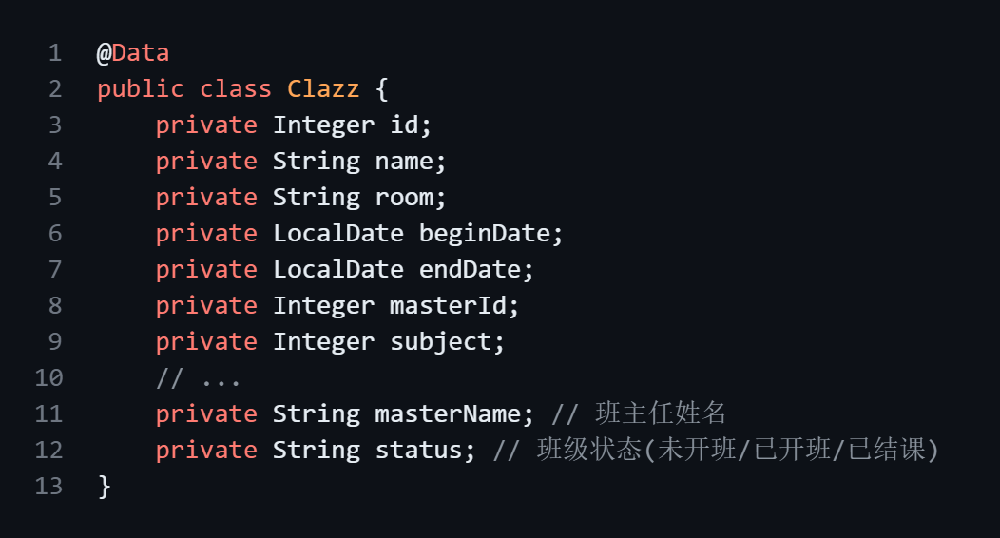 1 @Data
2 public class Clazz {
3     private Integer id;
4     private String name;
5     private String room;
6     private LocalDate beginDate;
7     private LocalDate endDate;
8     private Integer masterId;
9     private Integer subject;
10     // ...
11     private String masterName; // 班主任姓名
12     private String status; // 班级状态(未开班/已开班/已结课)
13 }